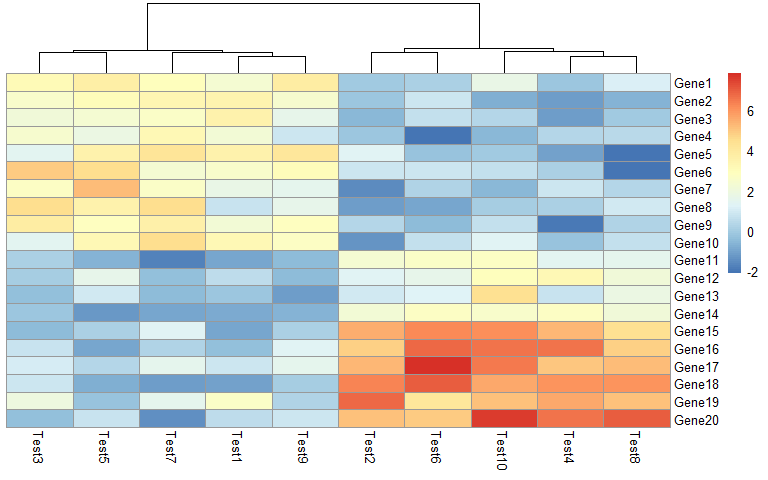 Gene1
Gene2
Gene3
Gene4
Gene5
Gene6
Gene7
Gene8
Gene9
Gene10
Gene11
Gene12
Gene13
Gene14
Gene15
Gene16
Gene17
Gene18
Gene19
Gene20
6
4
2
0
-2
Test3
Test5
Test7
Test1
Test9
Test2
Test6
Test10
Test4
Test8